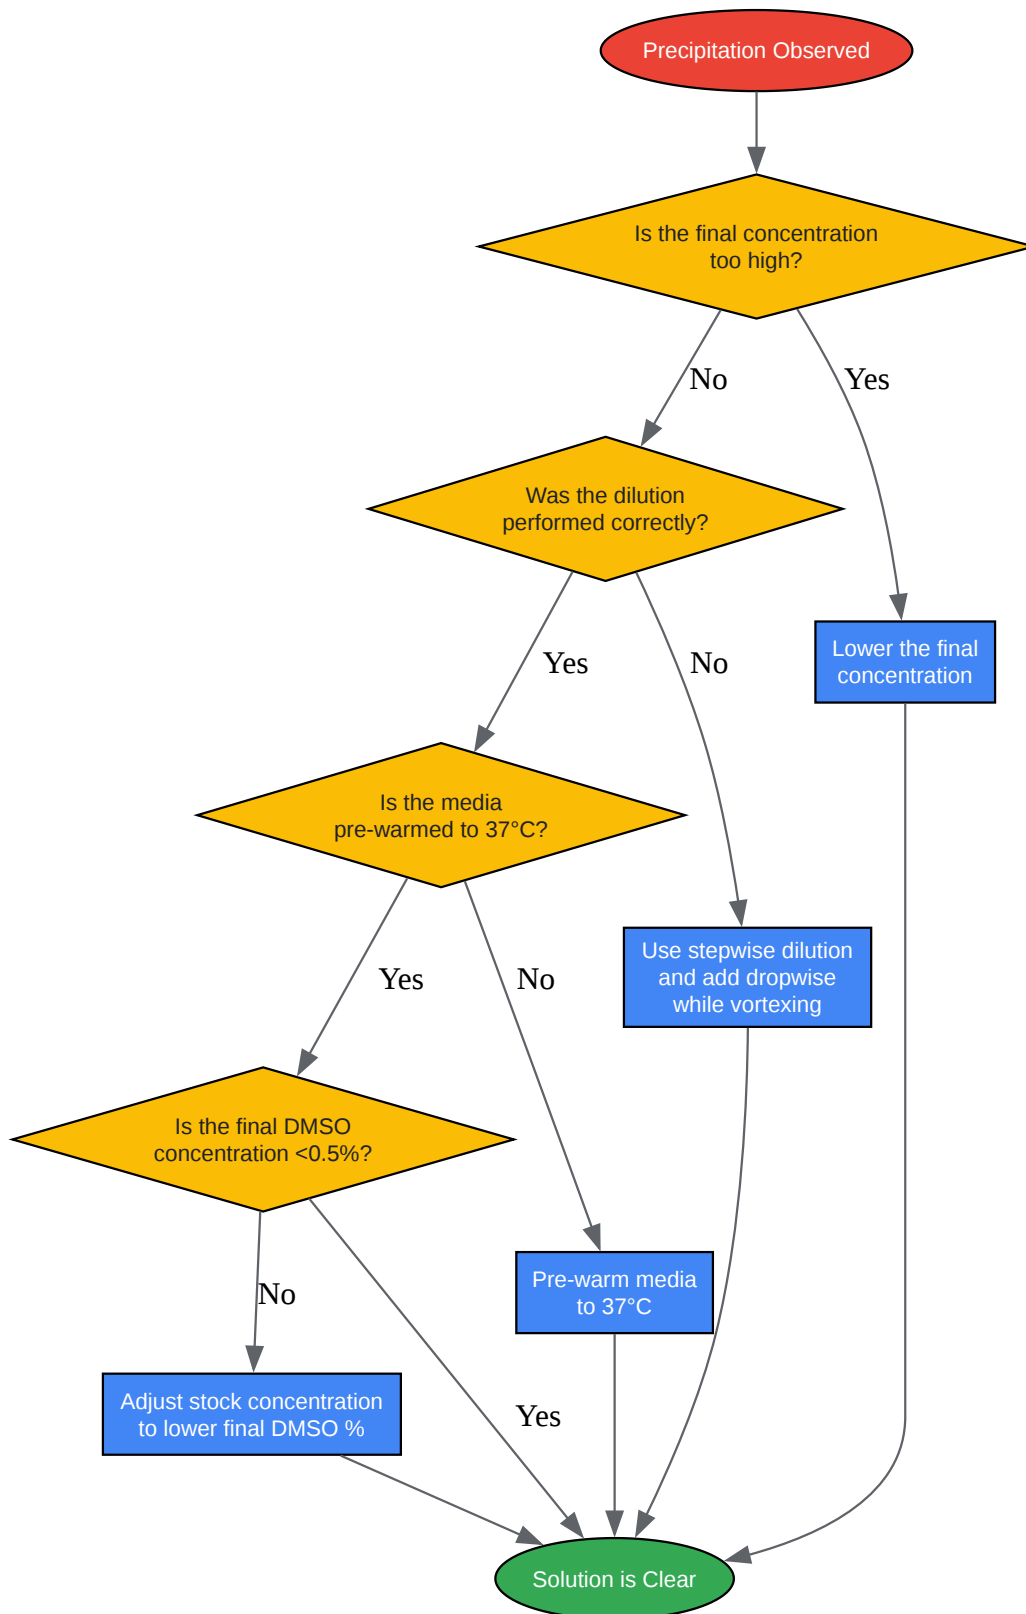 Precipitation Observed
Is the final concentration
too high?
No
Yes
Was the dilution
performed correctly?
Yes
No
Lower the final
concentration
Is the media
pre-warmed to 37°C?
Yes
No
Use stepwise dilution
and add dropwise
while vortexing
Is the final DMSO
concentration <0.5%?
No
Yes
Pre-warm media
to 37°C
Adjust stock concentration
to lower final DMSO %
Solution is Clear